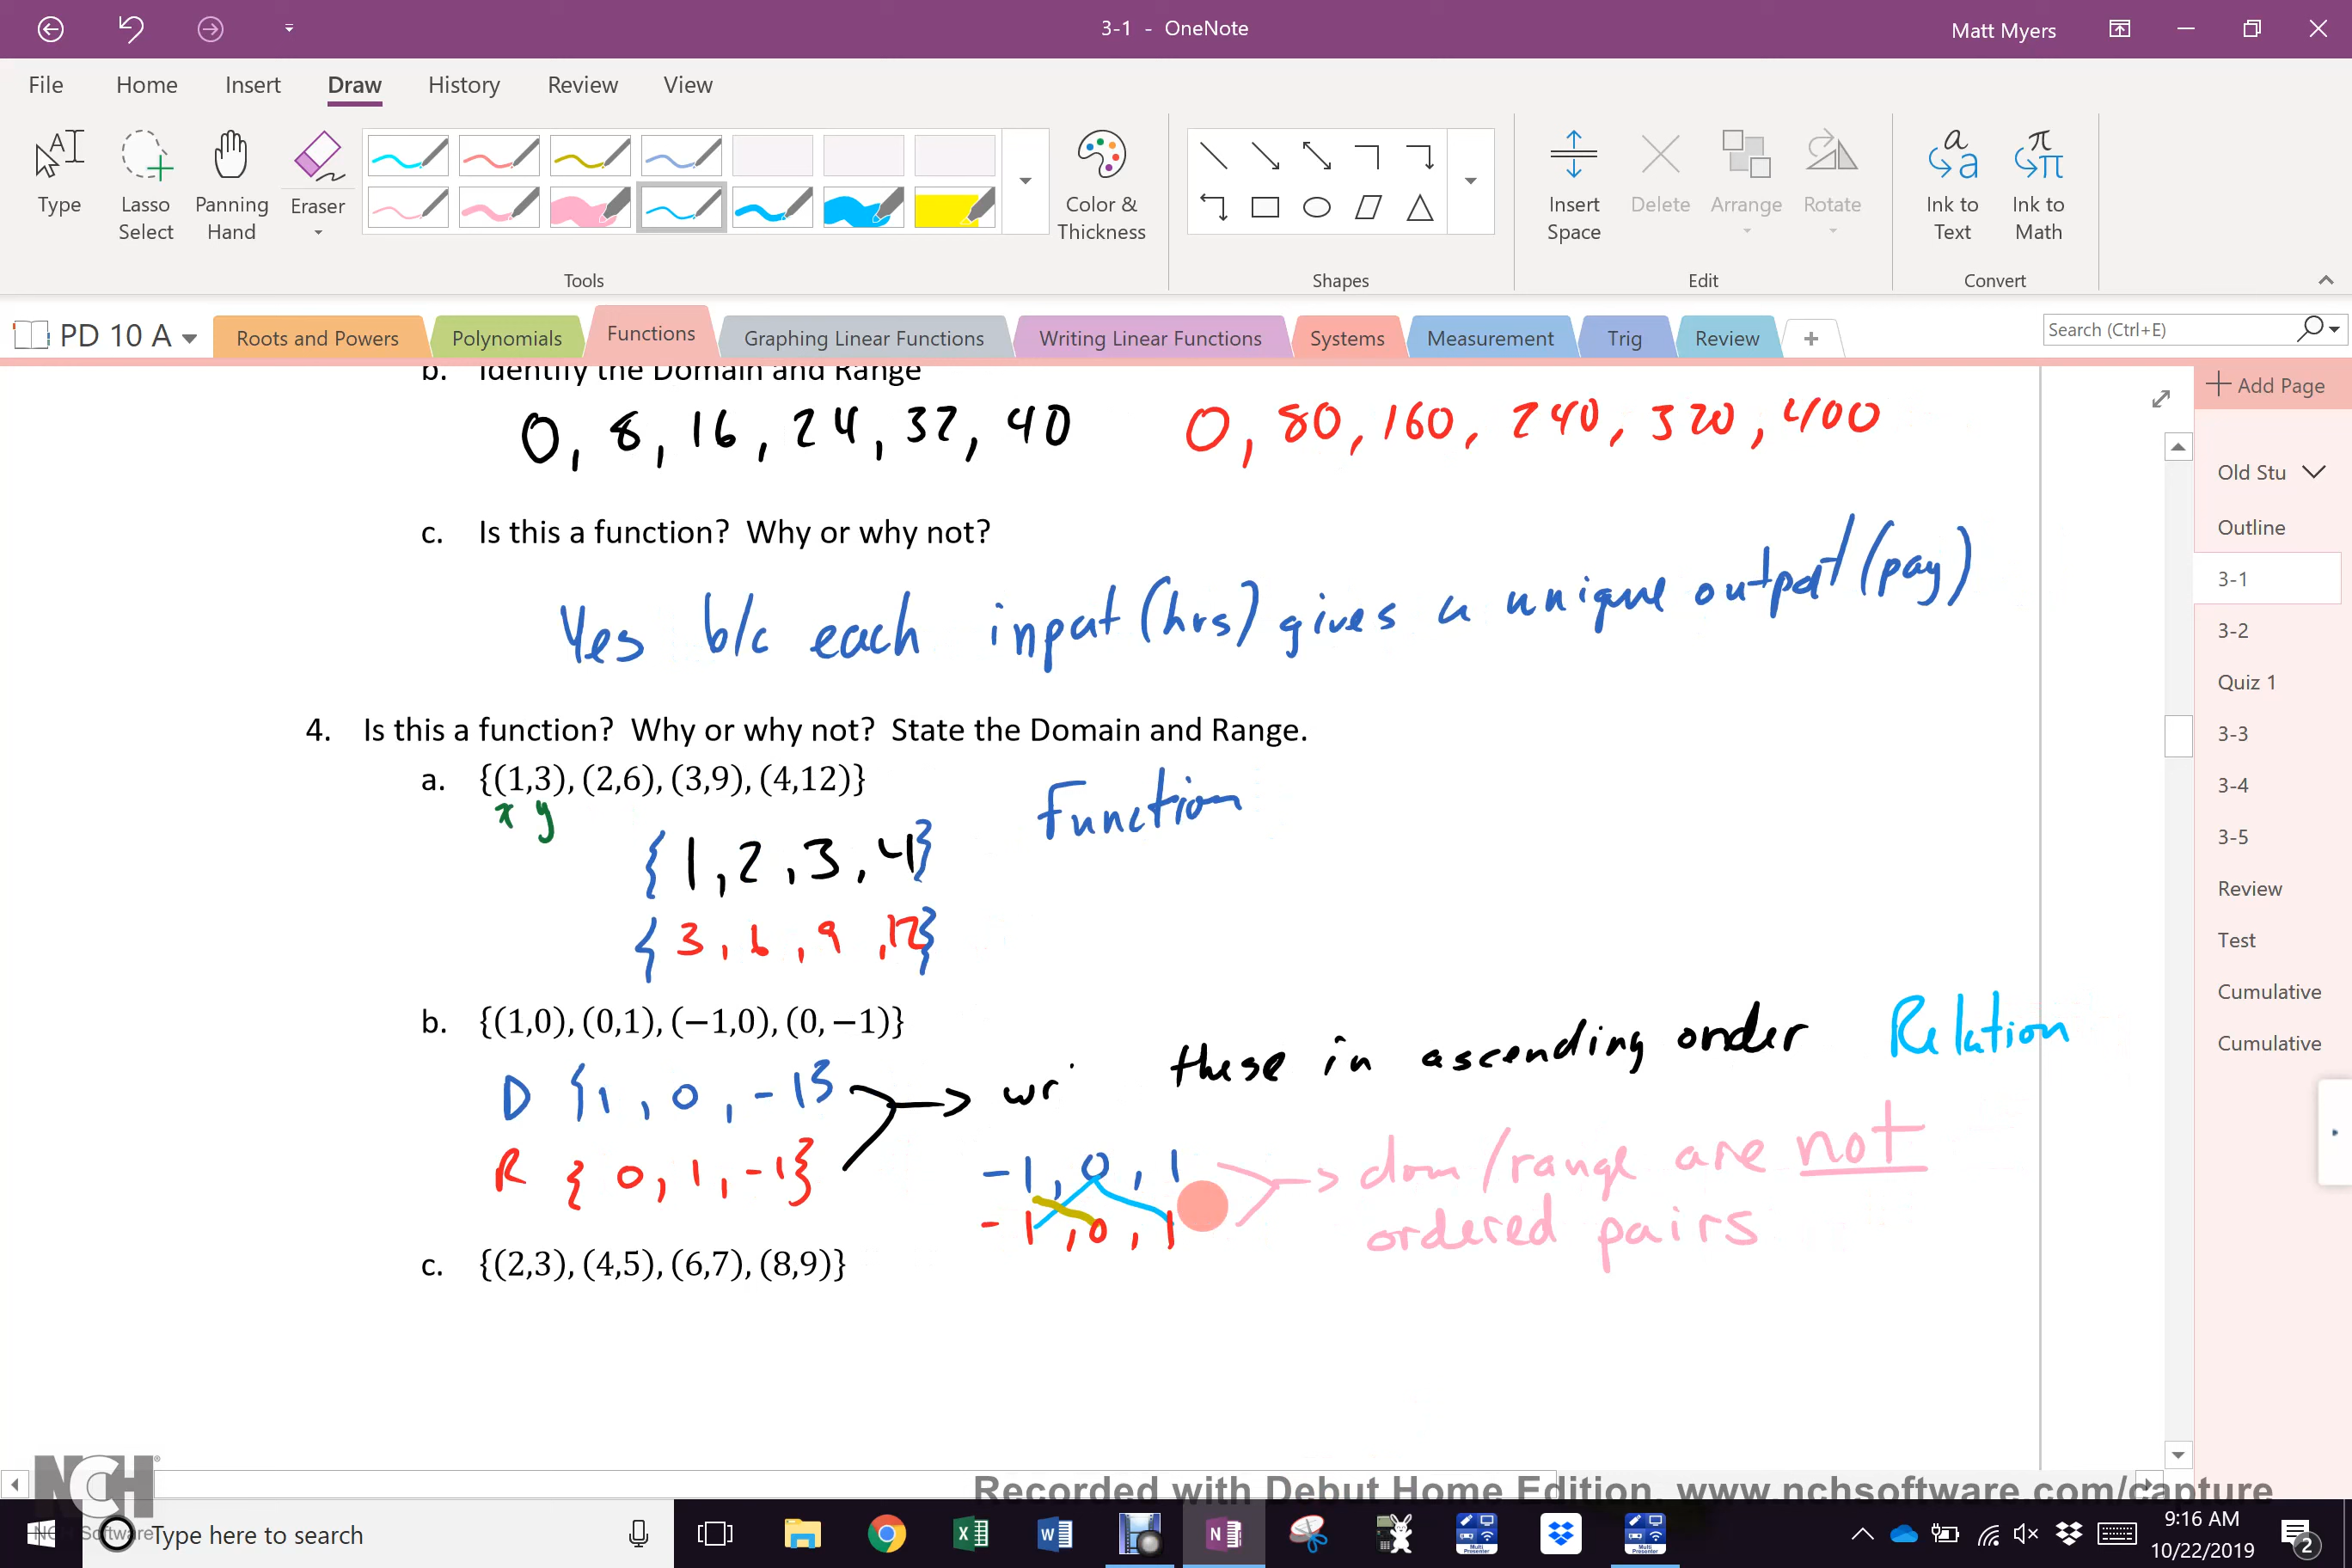 3-1 - OneNote
Matt Myers
File Home Insert Draw History Review View
Type
Lasso Select
Panning Hand
Eraser
Color & Thickness
Insert Space
Delete
Arrange
Rotate
Ink to Text
Ink to Math
Tools
Shapes
Edit
Convert
PD 10 A
Roots and Powers Polynomials Functions Graphing Linear Functions Writing Linear Functions Systems Measurement Trig Review +
Search (Ctrl+E)
Add Page
Old Stu
Outline
3-1
3-2
Quiz 1
3-3
3-4
3-5
Review
Test
Cumulative
Cumulative
b. Identify the Domain and Range
0, 8, 16, 24, 32, 40 0, 80, 160, 240, 320, 400
c. Is this a function? Why or why not?
Yes b/c each input (hrs) gives a unique output (pay)
4. Is this a function? Why or why not? State the Domain and Range.
a. {(1,3), (2,6), (3,9), (4,12)} Function
x y
{ 1, 2, 3, 4}
{ 3, 6, 9, 12}
b. {(1,0), (0,1), (−1,0), (0, −1)}
Relation
D {1, 0, -1} → wr these in ascending order
R { 0, 1, -1}
-1, 0, 1 → dom/range are not
-1, 0, 1 ordered pairs
c. {(2,3), (4,5), (6,7), (8,9)}
NCH
NCH Software
Recorded with Debut Home Edition. www.nchsoftware.com/capture
Type here to search
9:16 AM
10/22/2019
2